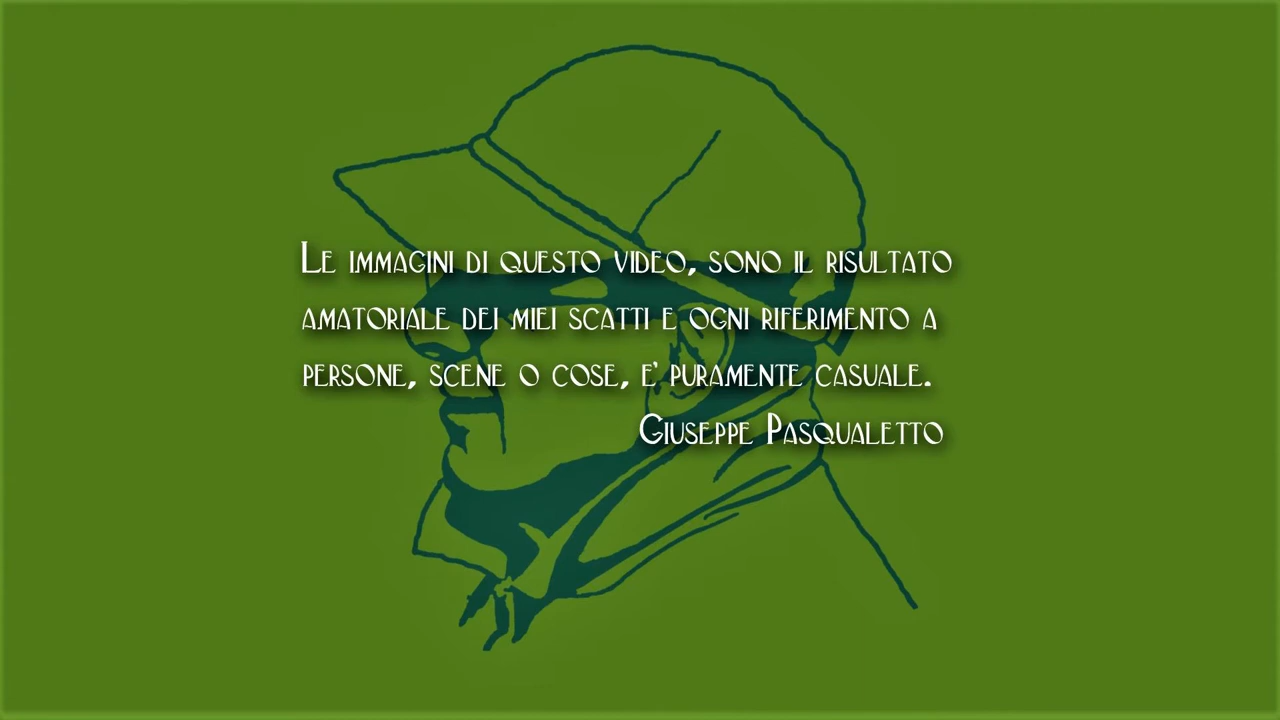 Le immagini di questo video, sono il risultato
amatoriale dei miei scatti e ogni riferimento a
persone, scene o cose, e' puramente casuale.
Giuseppe Pasqualetto